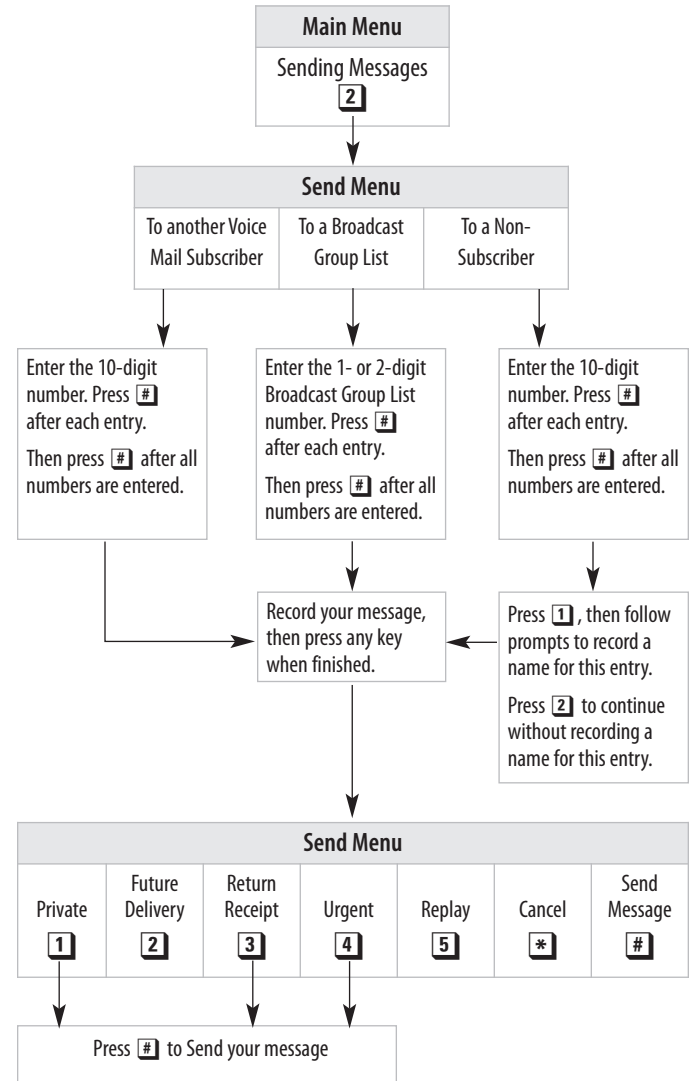 Main Menu
Sending Messages
2
Send Menu
To another Voice
Mail Subscriber
To a Broadcast
Group List
To a Non-
Subscriber
Enter the 10-digit
number. Press #
after each entry.
Then press # after all
numbers are entered.
Enter the 1- or 2-digit
Broadcast Group List
number. Press #
after each entry.
Then press # after all
numbers are entered.
Enter the 10-digit
number. Press #
after each entry.
Then press # after all
numbers are entered.
Record your message,
then press any key
when finished.
Press 1 , then follow
prompts to record a
name for this entry.
Press 2 to continue
without recording a
name for this entry.
Send Menu
Private
1
Future
Delivery
2
Return
Receipt
3
Urgent
4
Replay
5
Cancel
*
Send
Message
#
Press # to Send your message